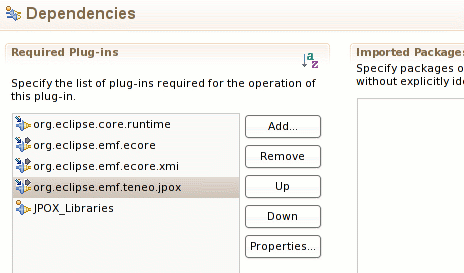 Dependencies
Required Plug-ins
Specify the list of plug-ins required for the operation of
this plug-in.
org.eclipse.core.runtime
org.eclipse.emf.ecore
org.eclipse.emf.ecore.xmi
org.eclipse.emf.teneo.jpox
JPOX_Libraries
Add...
Remove
Up
Down
Properties...
Imported Packages
Specify packages o
without explicitly ide